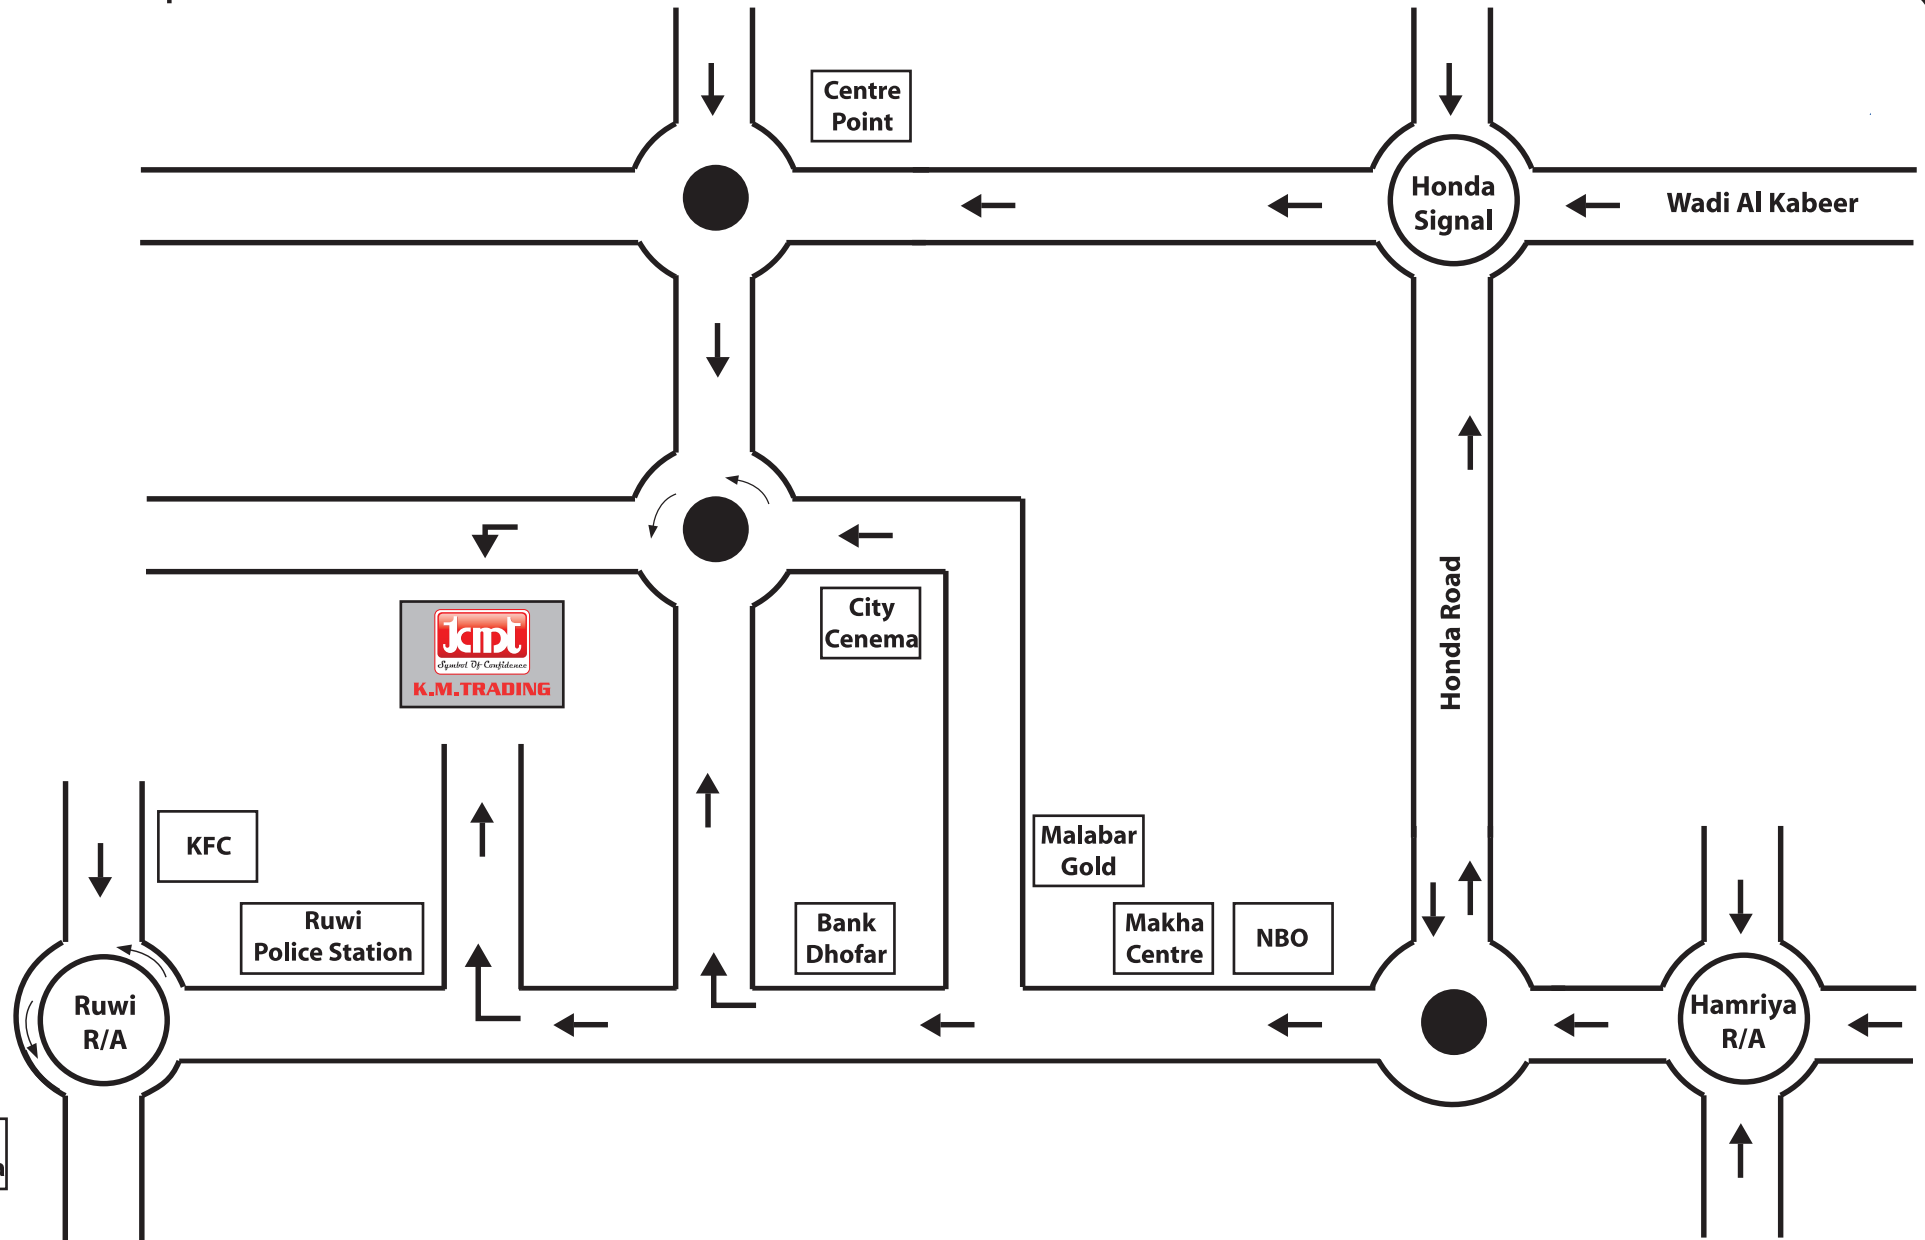 Centre
Point
Honda
Signal
Wadi Al Kabeer
City
Cenema
kmt
Symbol Of Confidence
K.M.TRADING
Honda Road
KFC
Malabar
Gold
Ruwi
Police Station
Bank
Dhofar
Makha
Centre
NBO
Ruwi
R/A
Hamriya
R/A